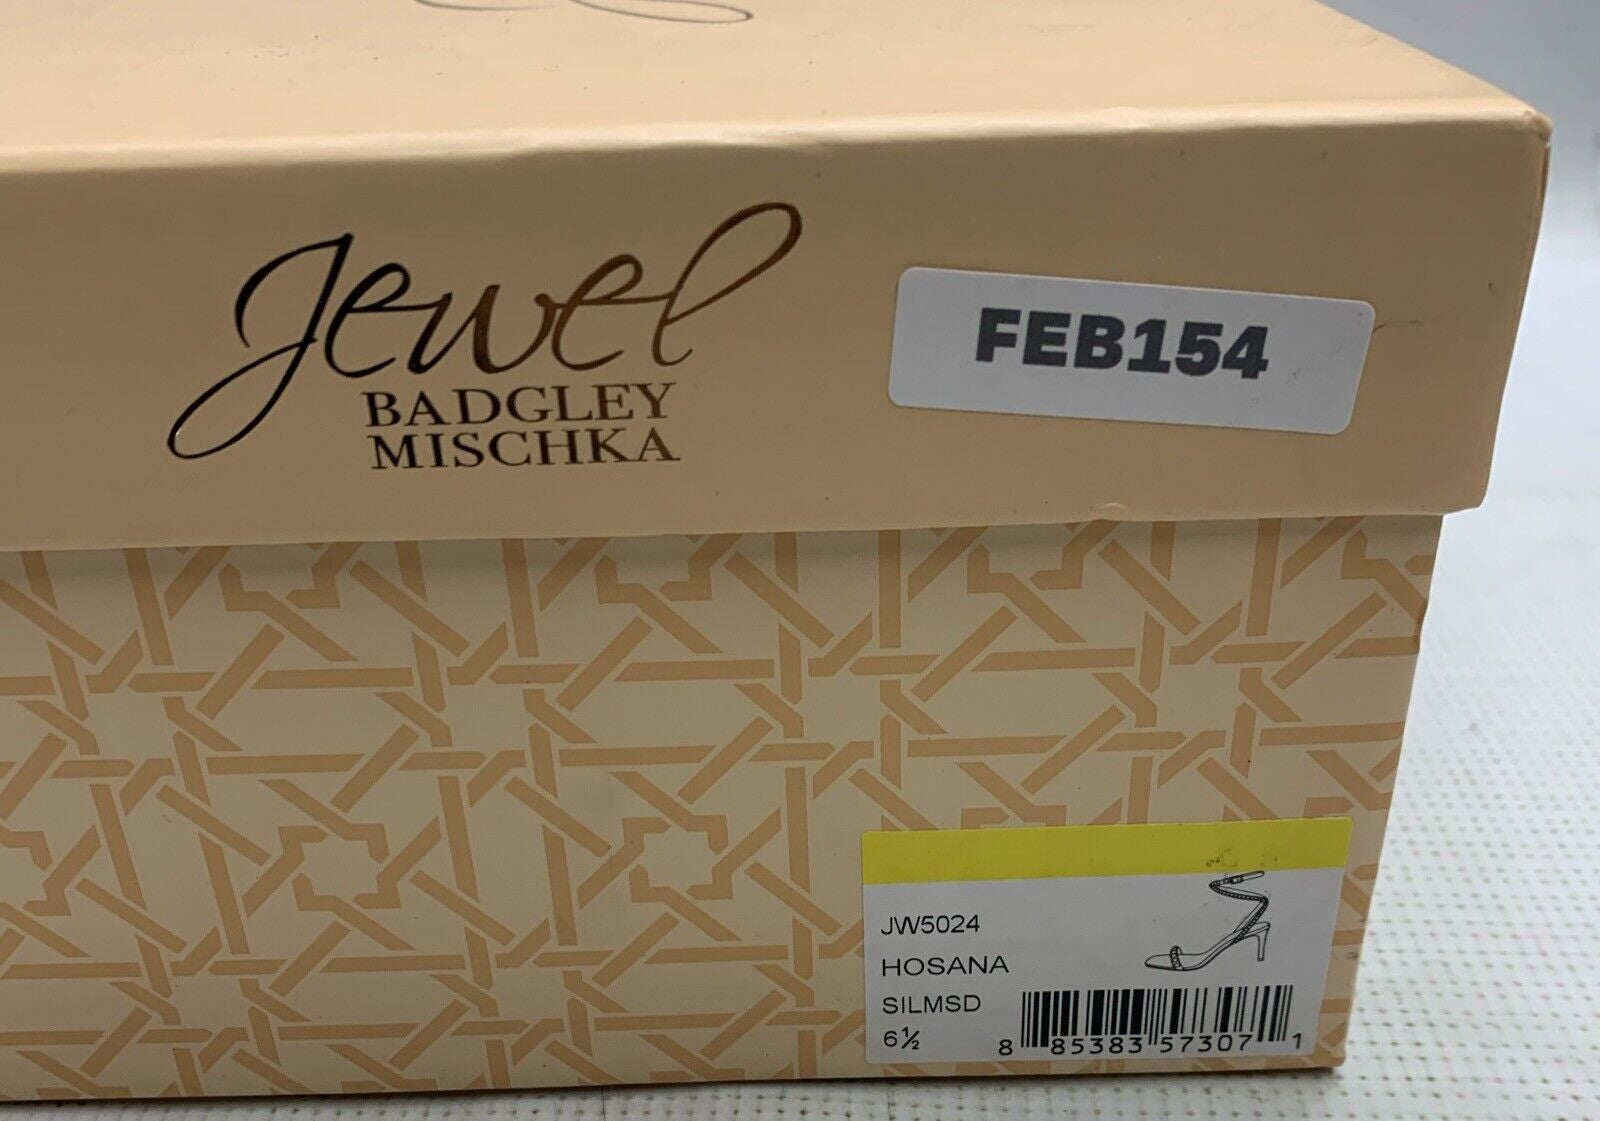 Jewel
BADGLEY
MISCHKA
FEB154
JW5024
HOSANA
SILMSD
6½
8 85383 57307 1